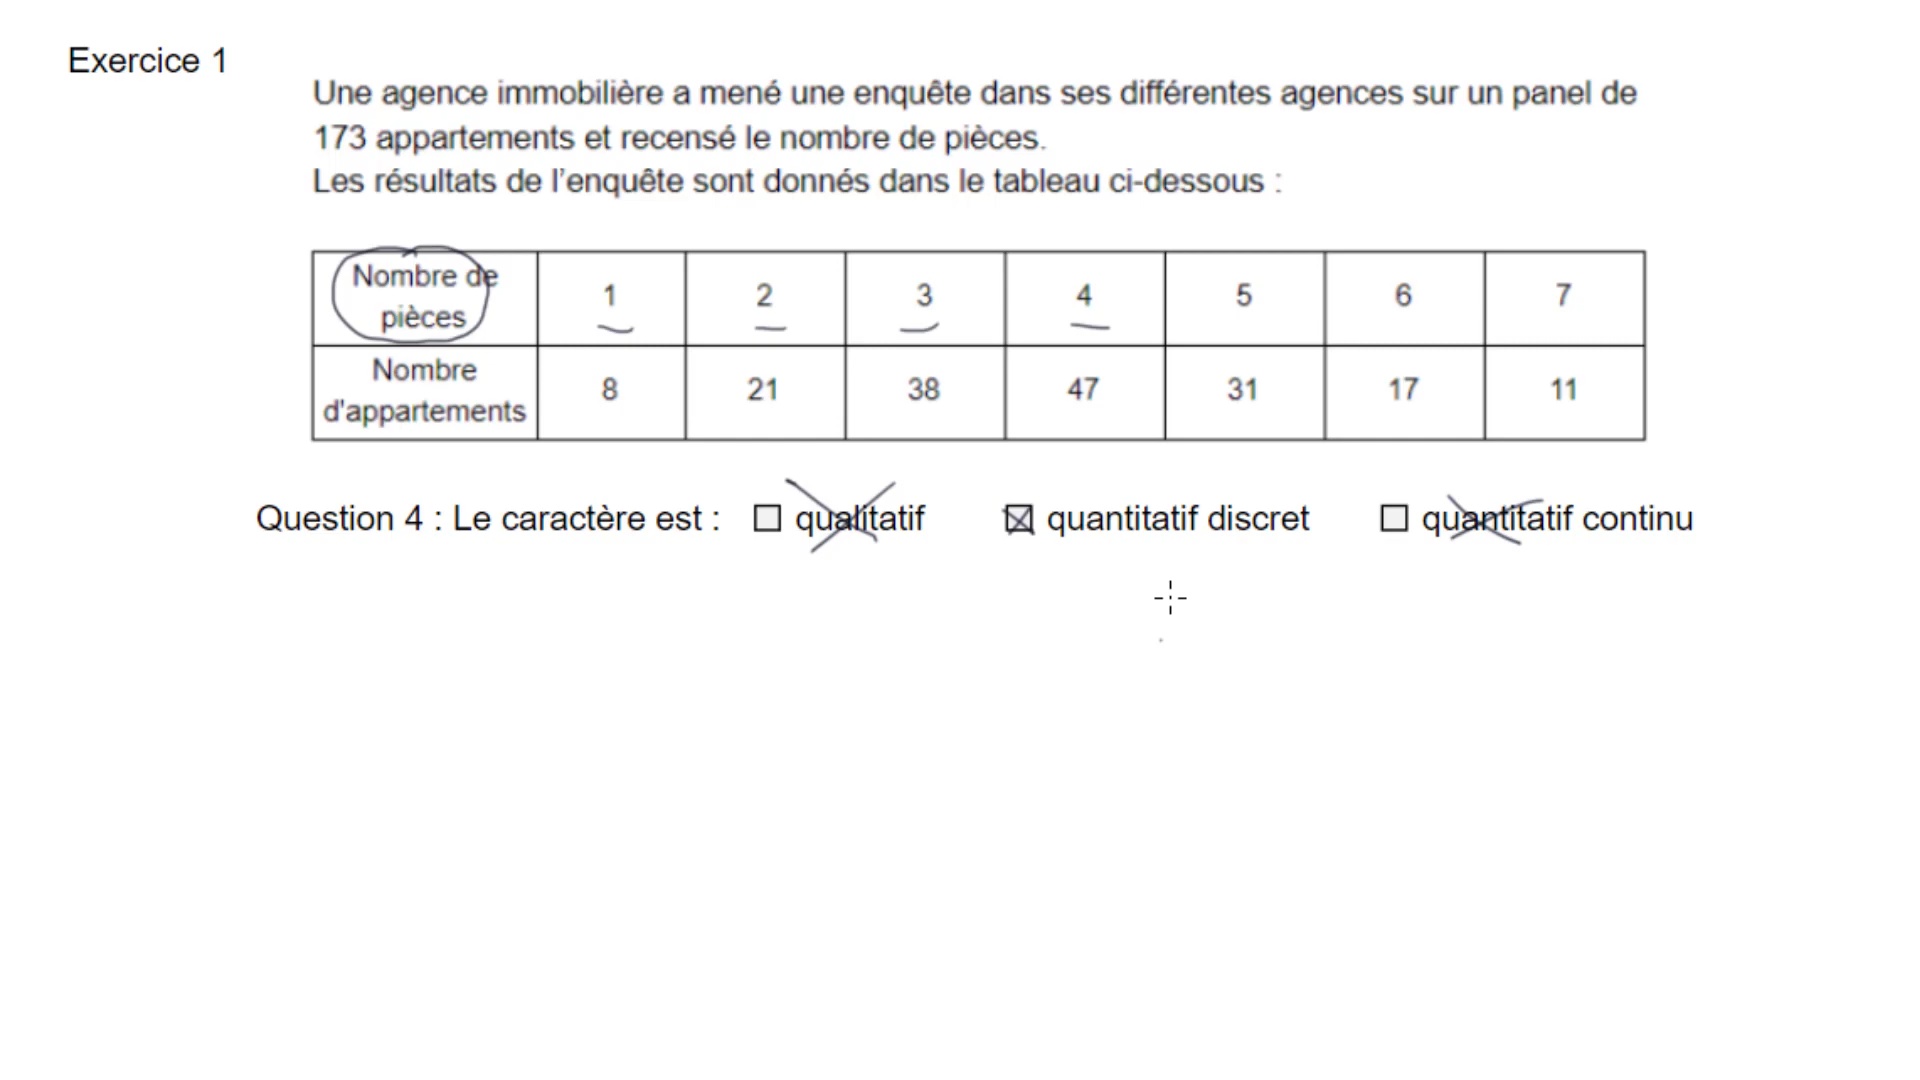 Exercice 1
Une agence immobilière a mené une enquête dans ses différentes agences sur un panel de
173 appartements et recensé le nombre de pièces.
Les résultats de l'enquête sont donnés dans le tableau ci-dessous :
Nombre de pièces 1 2 3 4 5 6 7
Nombre d'appartements 8 21 38 47 31 17 11
Question 4 : Le caractère est : ☐ qualitatif ☒ quantitatif discret ☐ quantitatif continu